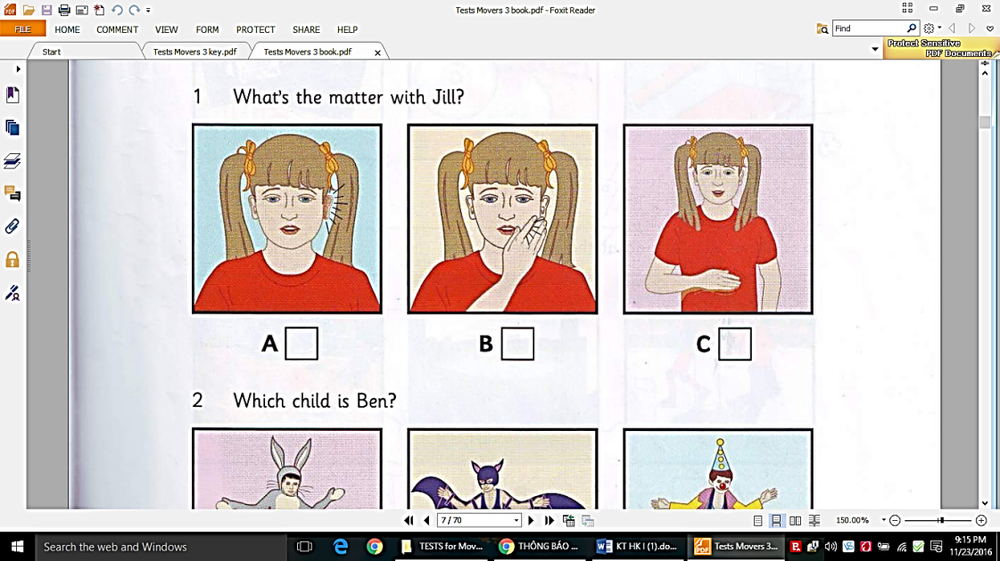 Tests Movers 3 book.pdf - Foxit Reader
FILE HOME COMMENT VIEW FORM PROTECT SHARE HELP
Find
Start
Tests Movers 3 key.pdf
Tests Movers 3 book.pdf
Protect Sensitive
PDF Documents
1 What's the matter with Jill?
A
B
C
2 Which child is Ben?
7 / 70
150.00%
Search the web and Windows
TESTS for Mov...
THÔNG BÁO ...
KT HK I (1).do...
Tests Movers 3...
9:15 PM
11/23/2016